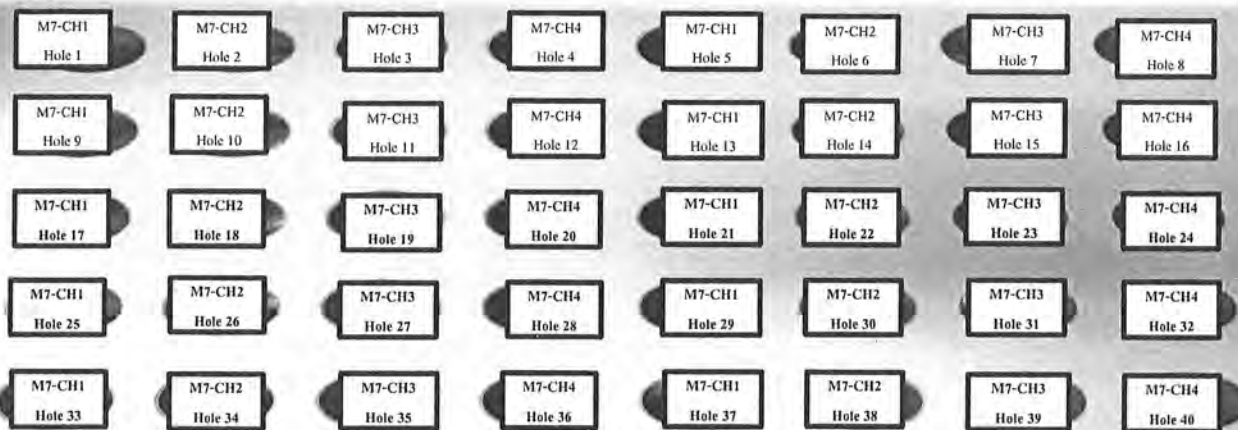 M7-CH1 M7-CH2 M7-CH3 M7-CH4 M7-CH1 M7-CH2 M7-CH3 M7-CH4
Hole 1 Hole 2 Hole 3 Hole 4 Hole 5 Hole 6 Hole 7 Hole 8
M7-CH1 M7-CH2 M7-CH3 M7-CH4 M7-CH1 M7-CH2 M7-CH3 M7-CH4
Hole 9 Hole 10 Hole 11 Hole 12 Hole 13 Hole 14 Hole 15 Hole 16
M7-CH1 M7-CH2 M7-CH3 M7-CH4 M7-CH1 M7-CH2 M7-CH3 M7-CH4
Hole 17 Hole 18 Hole 19 Hole 20 Hole 21 Hole 22 Hole 23 Hole 24
M7-CH1 M7-CH2 M7-CH3 M7-CH4 M7-CH1 M7-CH2 M7-CH3 M7-CH4
Hole 25 Hole 26 Hole 27 Hole 28 Hole 29 Hole 30 Hole 31 Hole 32
M7-CH1 M7-CH2 M7-CH3 M7-CH4 M7-CH1 M7-CH2 M7-CH3 M7-CH4
Hole 33 Hole 34 Hole 35 Hole 36 Hole 37 Hole 38 Hole 39 Hole 40